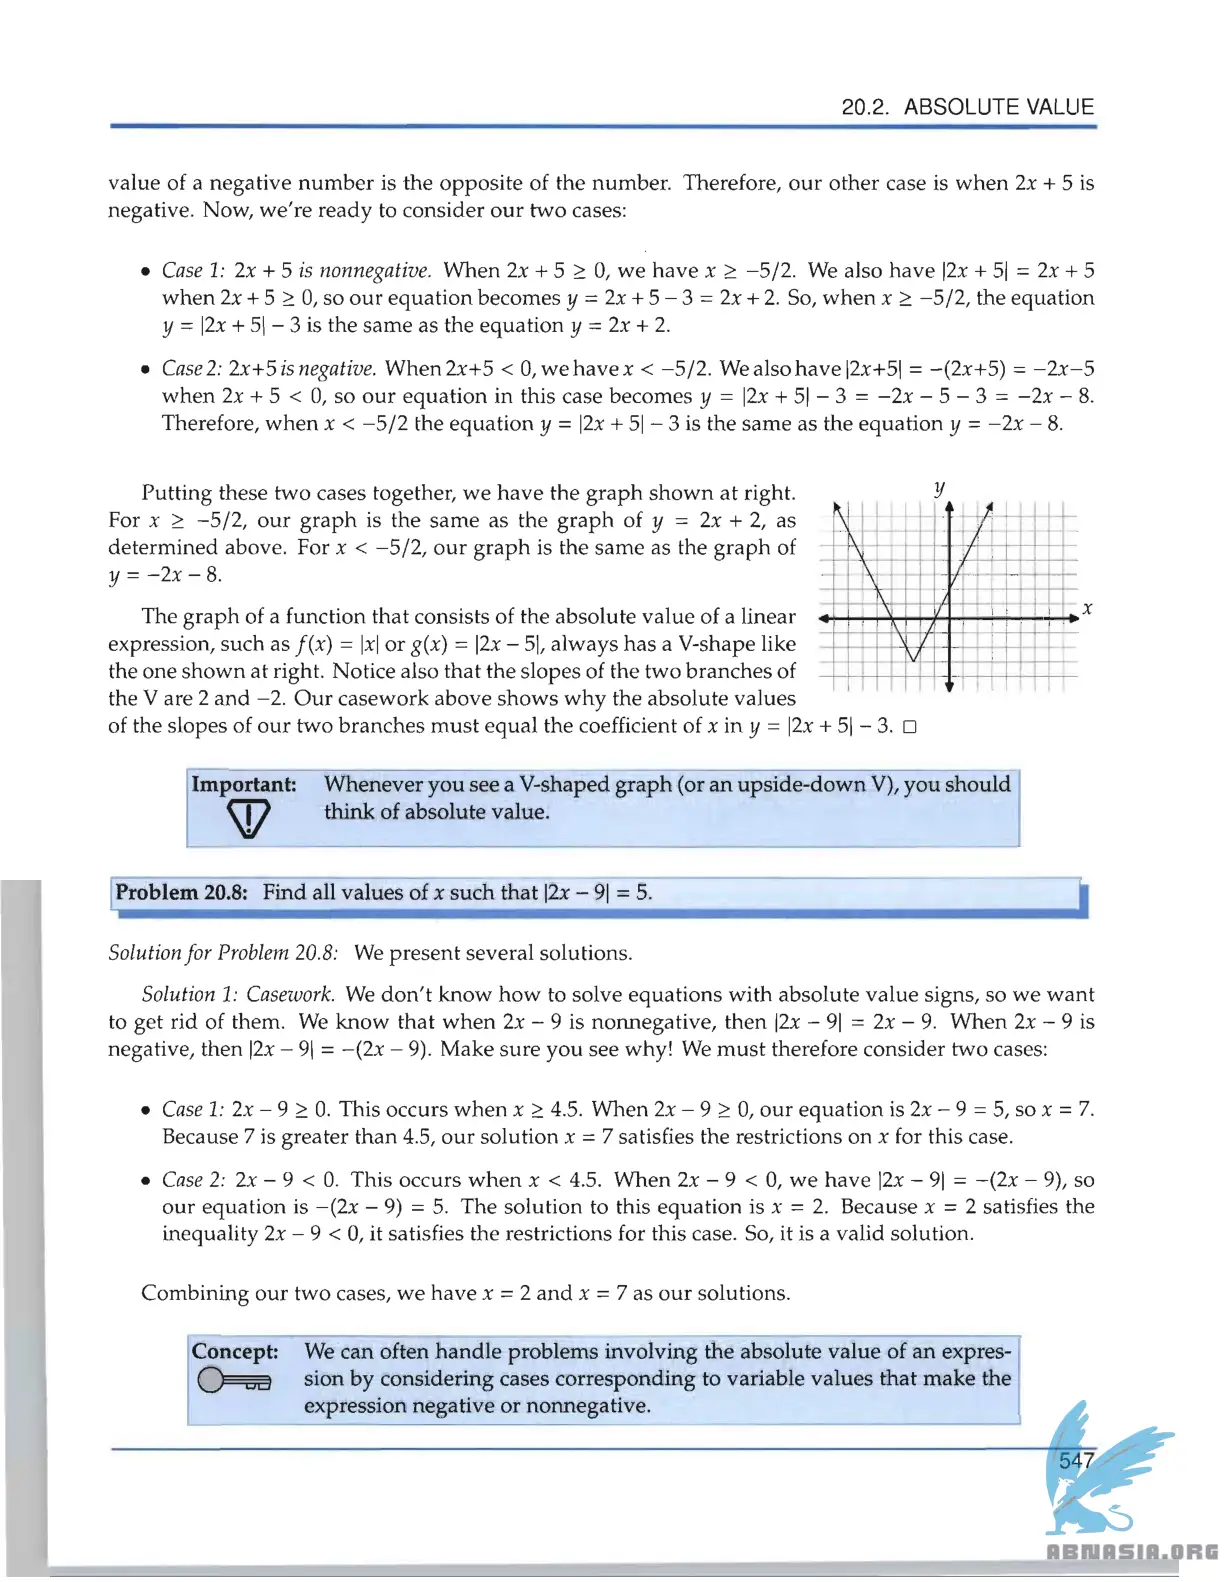 20.2. ABSOLUTE VALUE
value of a negative number is the opposite of the number. Therefore, our other case is when 2x + 5 is
negative. Now, we're ready to consider our two cases:
• Case 1: 2x + 5 is nonnegative. When 2x + 5 ≥ 0, we have x ≥ −5/2. We also have |2x + 5| = 2x + 5
when 2x + 5 ≥ 0, so our equation becomes y = 2x + 5 − 3 = 2x + 2. So, when x ≥ −5/2, the equation
y = |2x + 5| − 3 is the same as the equation y = 2x + 2.
• Case 2: 2x+5 is negative. When 2x+5 < 0, we have x < −5/2. We also have |2x+5| = −(2x+5) = −2x−5
when 2x + 5 < 0, so our equation in this case becomes y = |2x + 5| − 3 = −2x − 5 − 3 = −2x − 8.
Therefore, when x < −5/2 the equation y = |2x + 5| − 3 is the same as the equation y = −2x − 8.
Putting these two cases together, we have the graph shown at right.
For x ≥ −5/2, our graph is the same as the graph of y = 2x + 2, as
determined above. For x < −5/2, our graph is the same as the graph of
y = −2x − 8.
y
x
The graph of a function that consists of the absolute value of a linear
expression, such as f(x) = |x| or g(x) = |2x − 5|, always has a V-shape like
the one shown at right. Notice also that the slopes of the two branches of
the V are 2 and −2. Our casework above shows why the absolute values
of the slopes of our two branches must equal the coefficient of x in y = |2x + 5| − 3. □
Important: Whenever you see a V-shaped graph (or an upside-down V), you should
think of absolute value.
Problem 20.8: Find all values of x such that |2x − 9| = 5.
Solution for Problem 20.8: We present several solutions.
Solution 1: Casework. We don't know how to solve equations with absolute value signs, so we want
to get rid of them. We know that when 2x − 9 is nonnegative, then |2x − 9| = 2x − 9. When 2x − 9 is
negative, then |2x − 9| = −(2x − 9). Make sure you see why! We must therefore consider two cases:
• Case 1: 2x − 9 ≥ 0. This occurs when x ≥ 4.5. When 2x − 9 ≥ 0, our equation is 2x − 9 = 5, so x = 7.
Because 7 is greater than 4.5, our solution x = 7 satisfies the restrictions on x for this case.
• Case 2: 2x − 9 < 0. This occurs when x < 4.5. When 2x − 9 < 0, we have |2x − 9| = −(2x − 9), so
our equation is −(2x − 9) = 5. The solution to this equation is x = 2. Because x = 2 satisfies the
inequality 2x − 9 < 0, it satisfies the restrictions for this case. So, it is a valid solution.
Combining our two cases, we have x = 2 and x = 7 as our solutions.
Concept: We can often handle problems involving the absolute value of an expres-
sion by considering cases corresponding to variable values that make the
expression negative or nonnegative.
547
ABNASIA.ORG